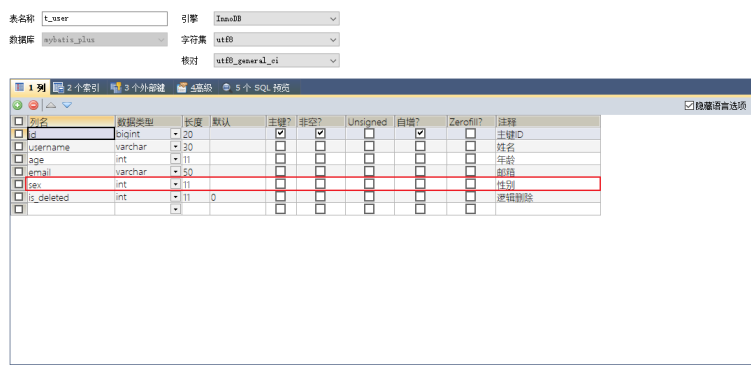 表名称 t_user 引擎 InnoDB
数据库 mybatis_plus 字符集 utf8
核对 utf8_general_ci
1 列 2 个索引 3 个外部键 4高级 5 个 SQL 预览
隐藏语言选项
列名 数据类型 长度 默认 主键? 非空? Unsigned 自增? Zerofill? 注释
id bigint 20 主键ID
username varchar 30 姓名
age int 11 年龄
email varchar 50 邮箱
sex int 11 性别
is_deleted int 11 0 逻辑删除